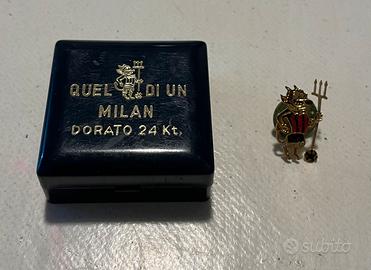 QUEL DI UN
MILAN
DORATO 24 Kt.
subito